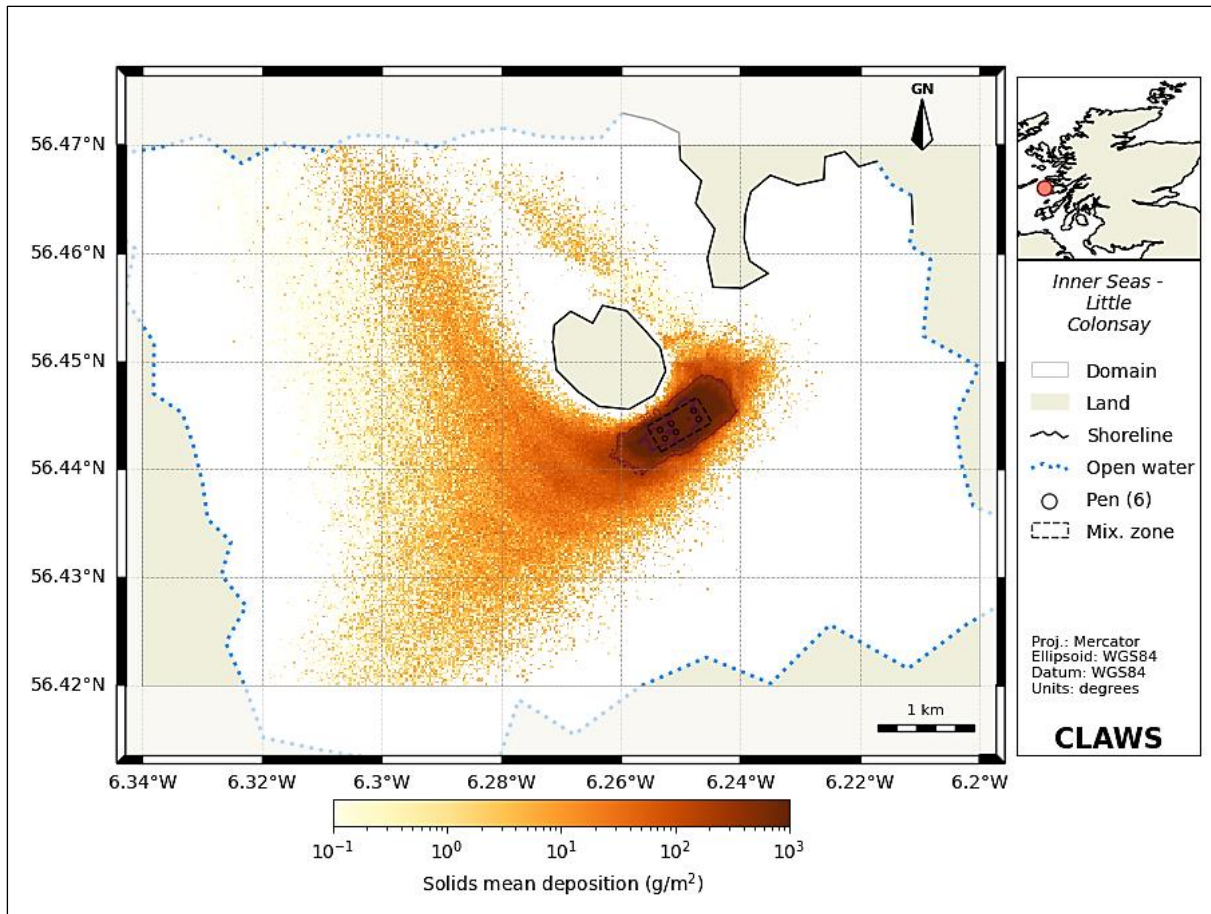 GN
56.47°N
56.46°N
56.45°N
56.44°N
56.43°N
56.42°N
6.34°W
6.32°W
6.3°W
6.28°W
6.26°W
6.24°W
6.22°W
6.2°W
1 km
Inner Seas -
Little
Colonsay
Domain
Land
Shoreline
Open water
Pen (6)
Mix. zone
Proj.: Mercator
Ellipsoid: WGS84
Datum: WGS84
Units: degrees
CLAWS
10⁻¹
10⁰
10¹
10²
10³
Solids mean deposition (g/m²)